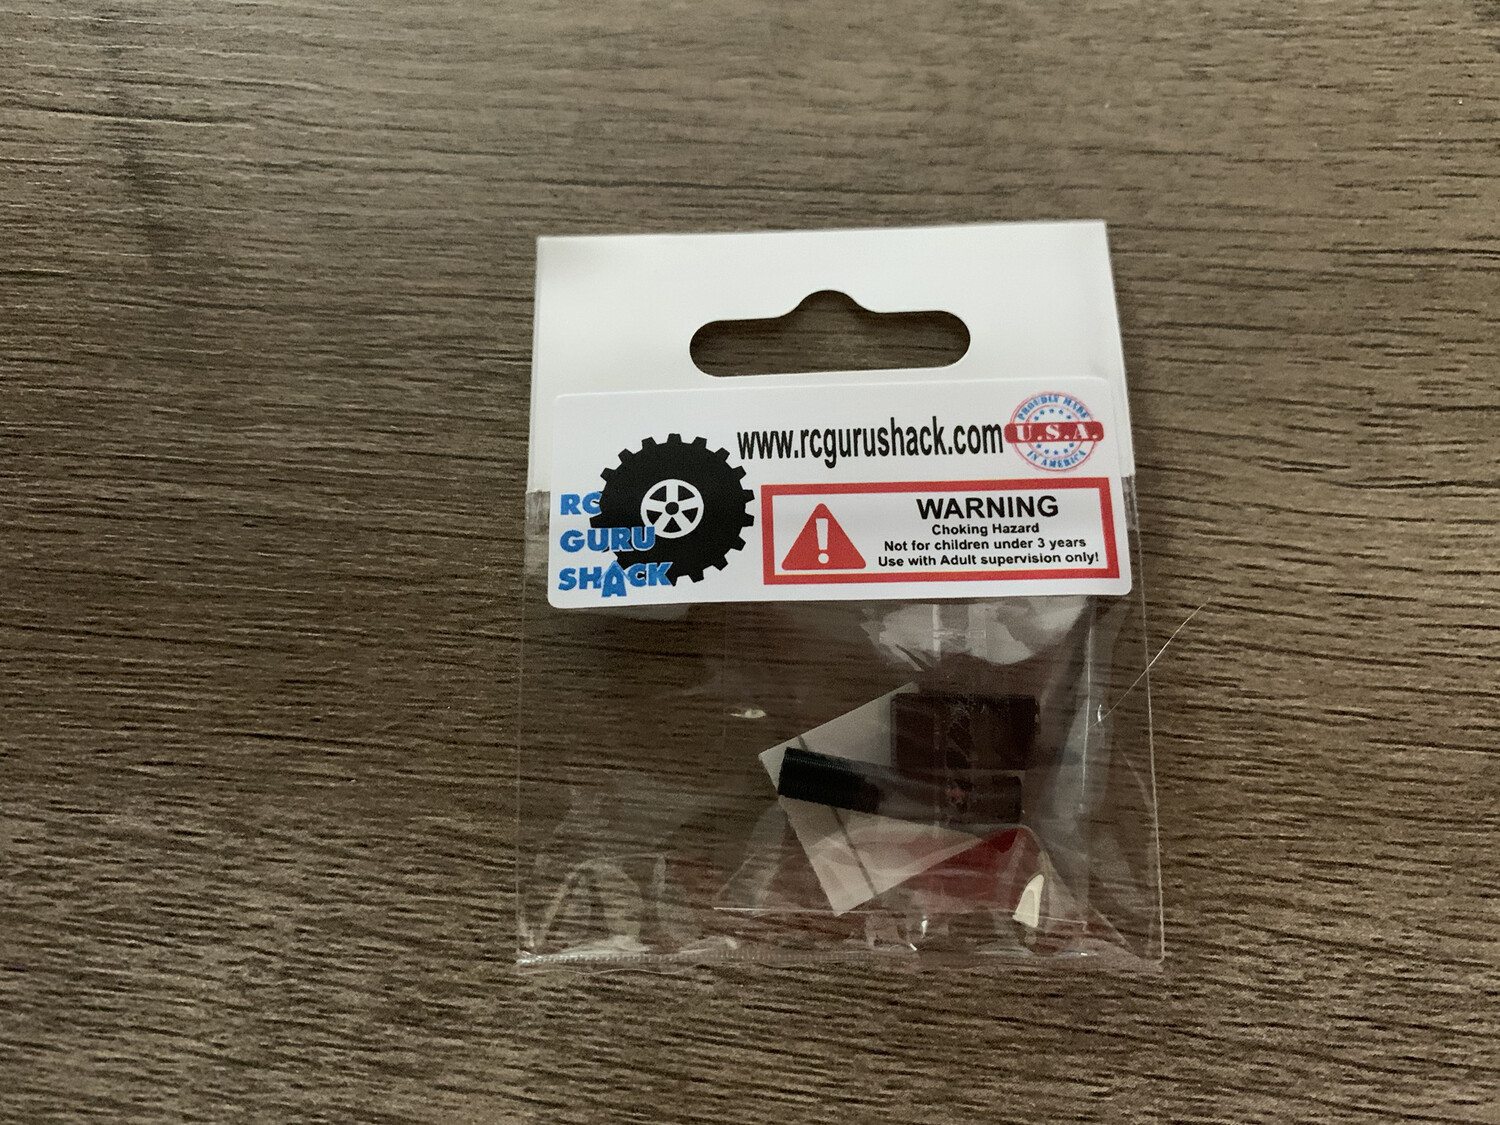 www.rcgurushack.com
PROUDLY MADE
U.S.A.
IN AMERICA
RC
GURU
SHACK
WARNING
Choking Hazard
Not for children under 3 years
Use with Adult supervision only!